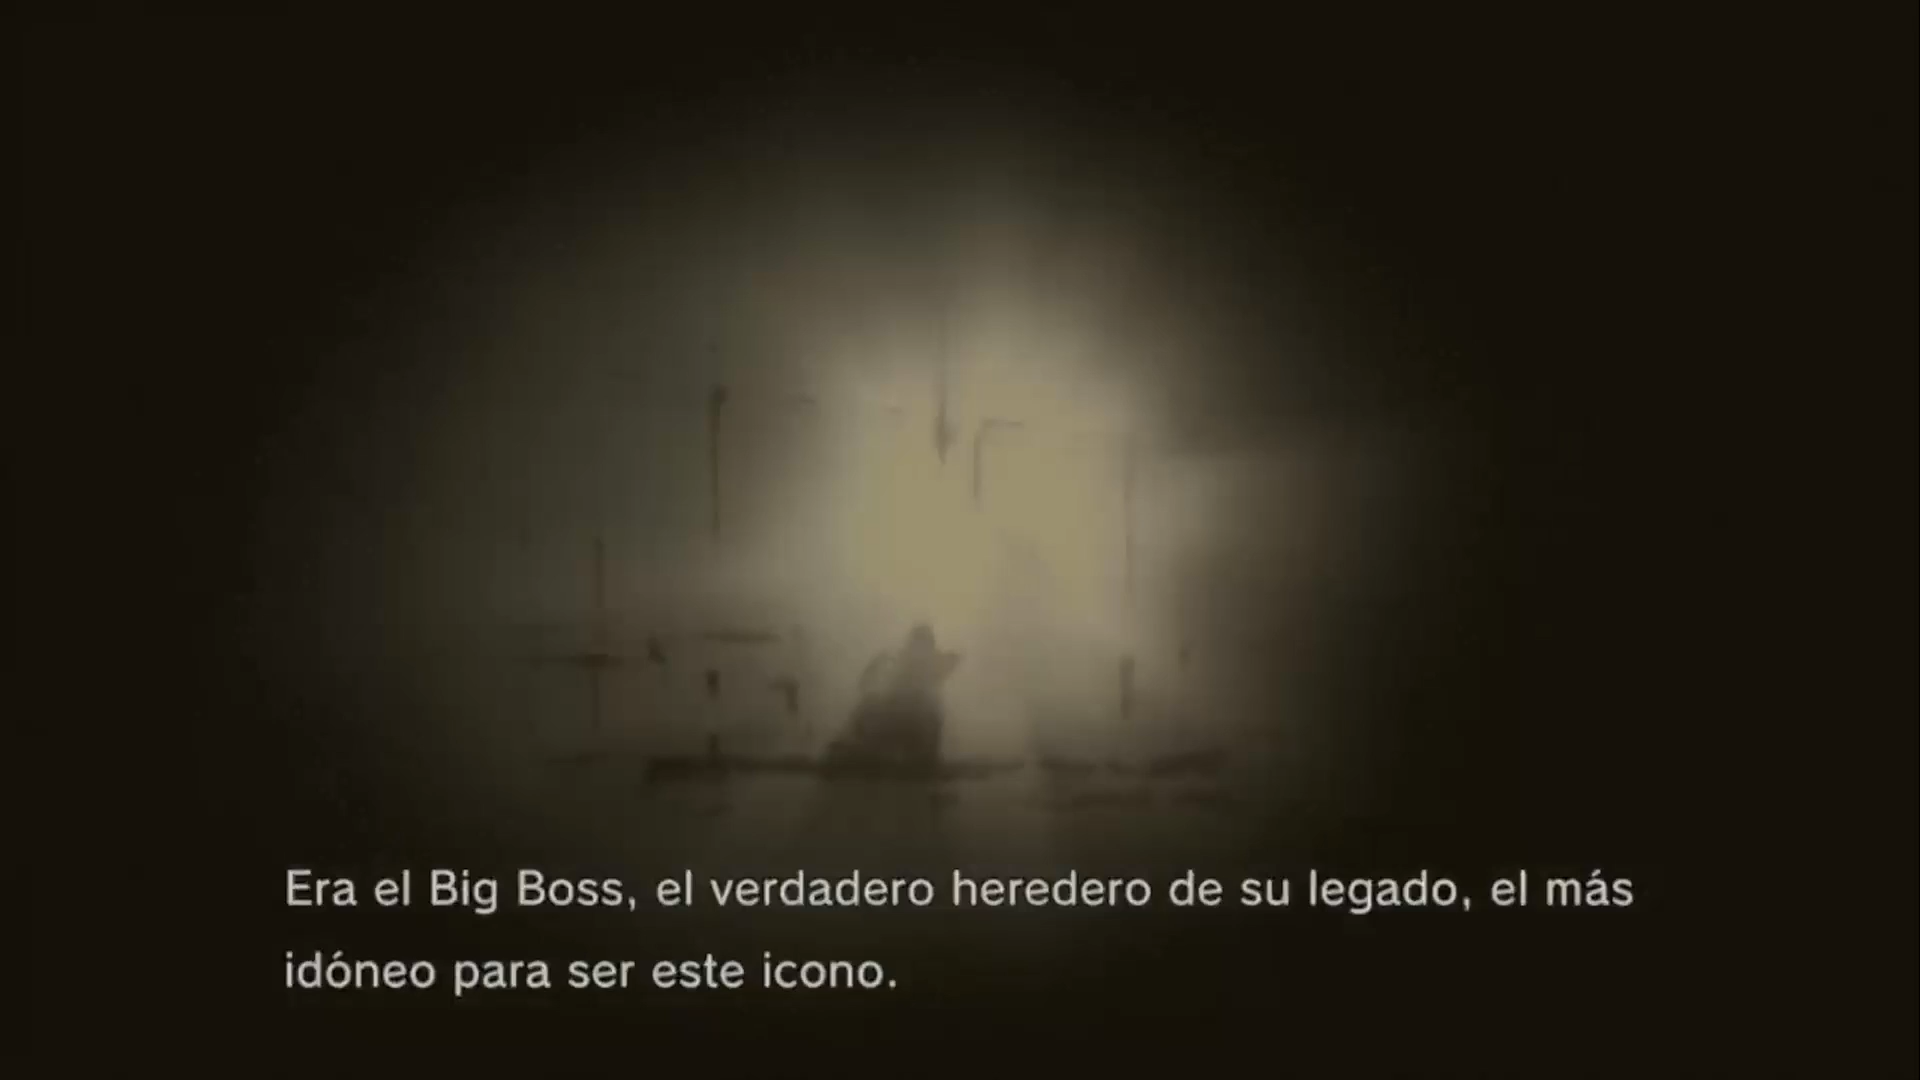 Era el Big Boss, el verdadero heredero de su legado, el más
idóneo para ser este icono.